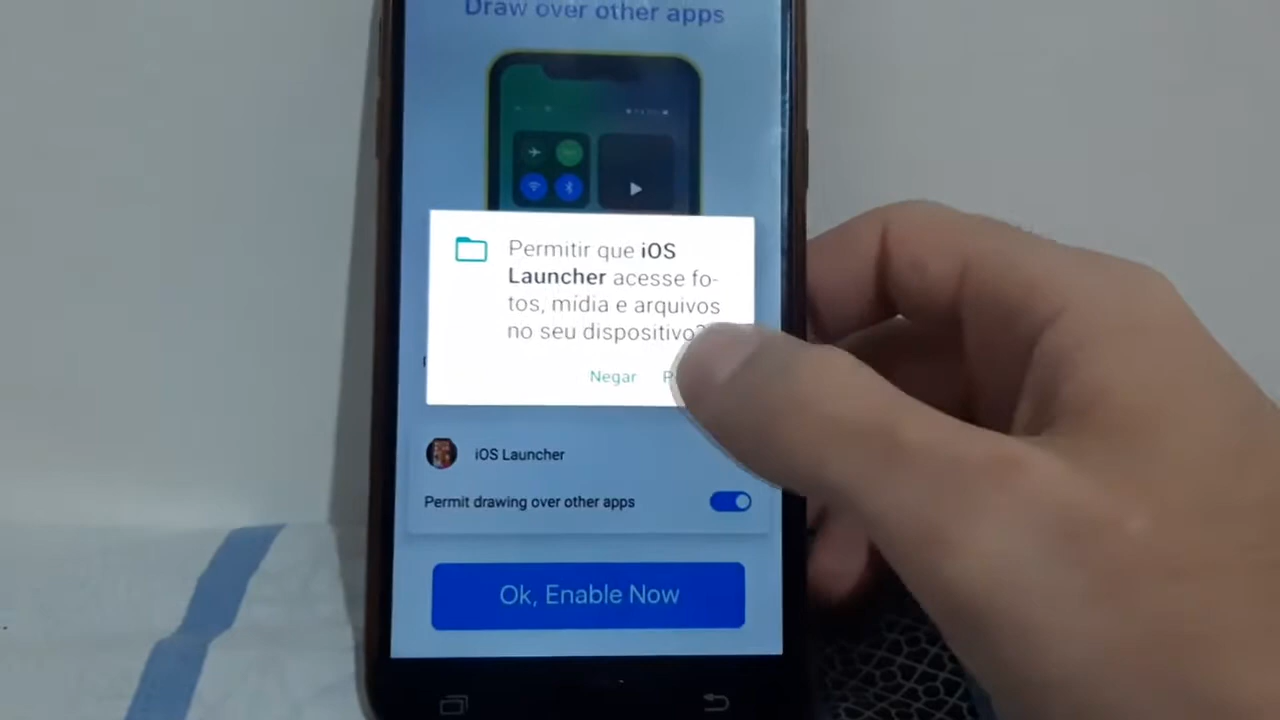 Draw over other apps
Permitir que iOS
Launcher acesse fo-
tos, mídia e arquivos
no seu dispositivo?
Negar
iOS Launcher
Permit drawing over other apps
Ok, Enable Now